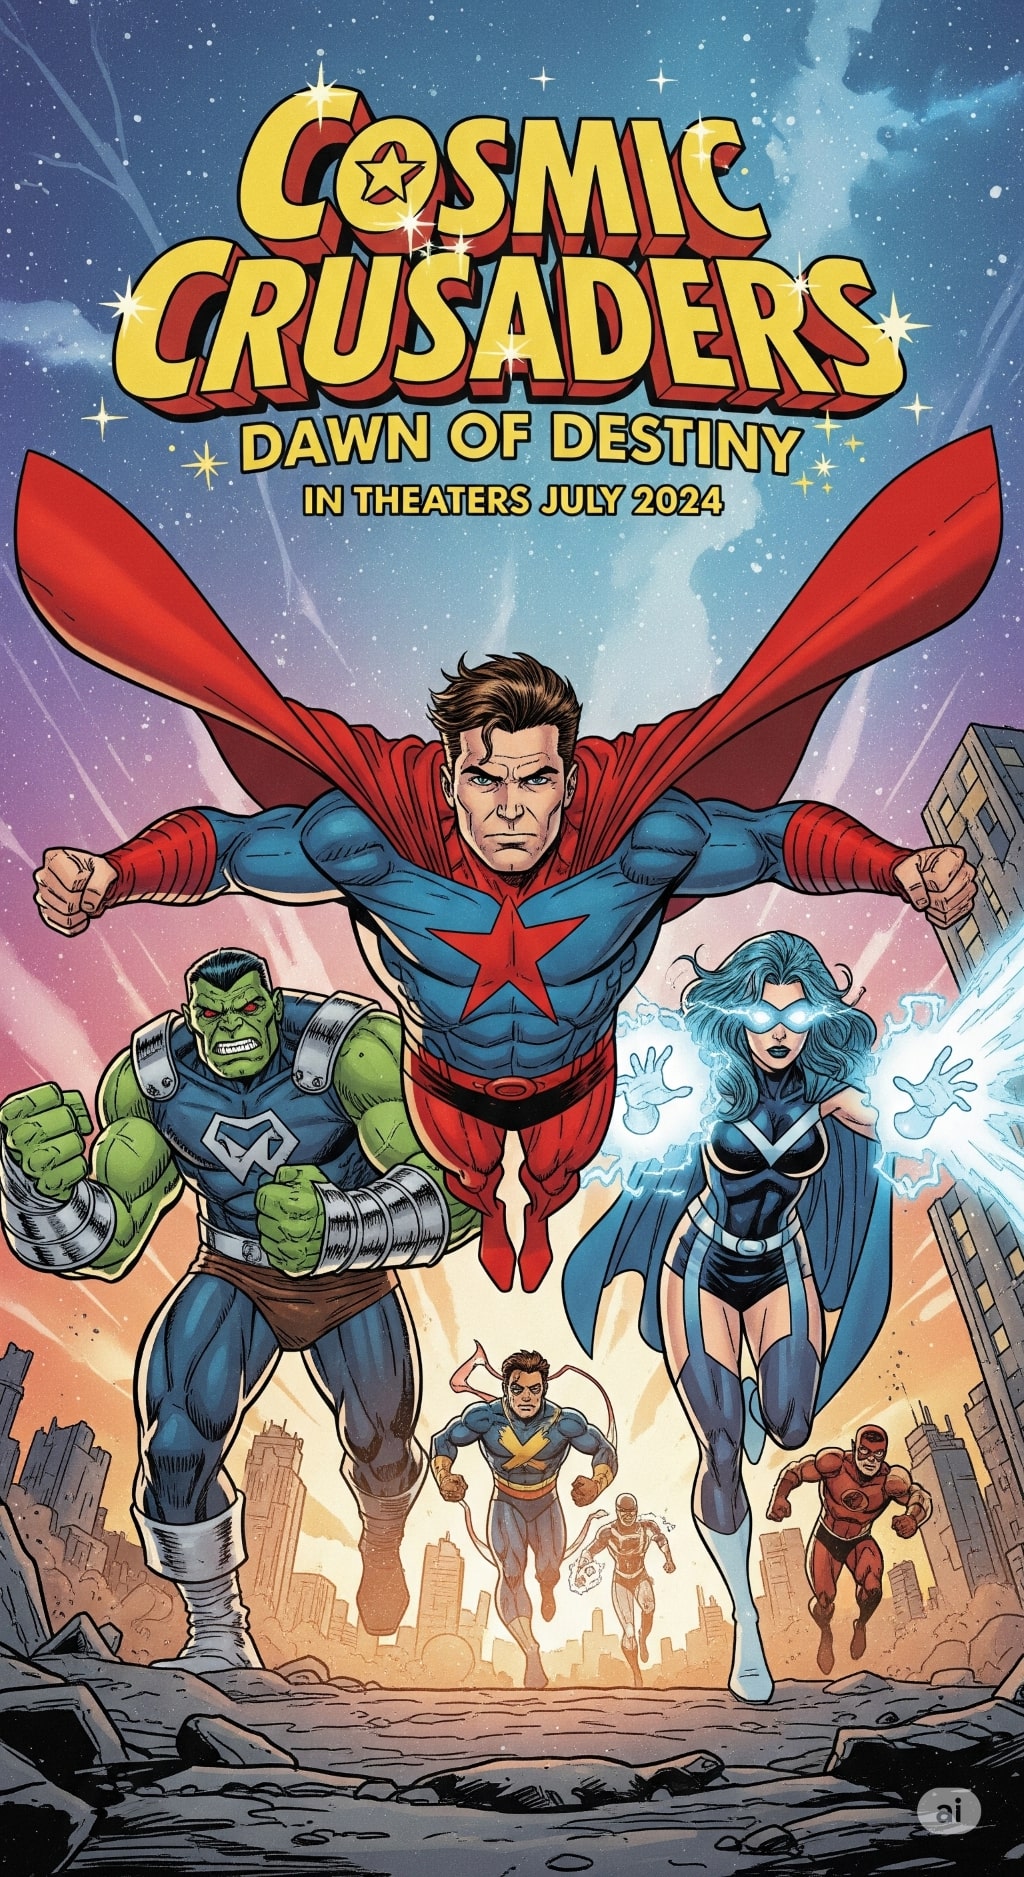 COSMIC
CRUSADERS
DAWN OF DESTINY
IN THEATERS JULY 2024
ai